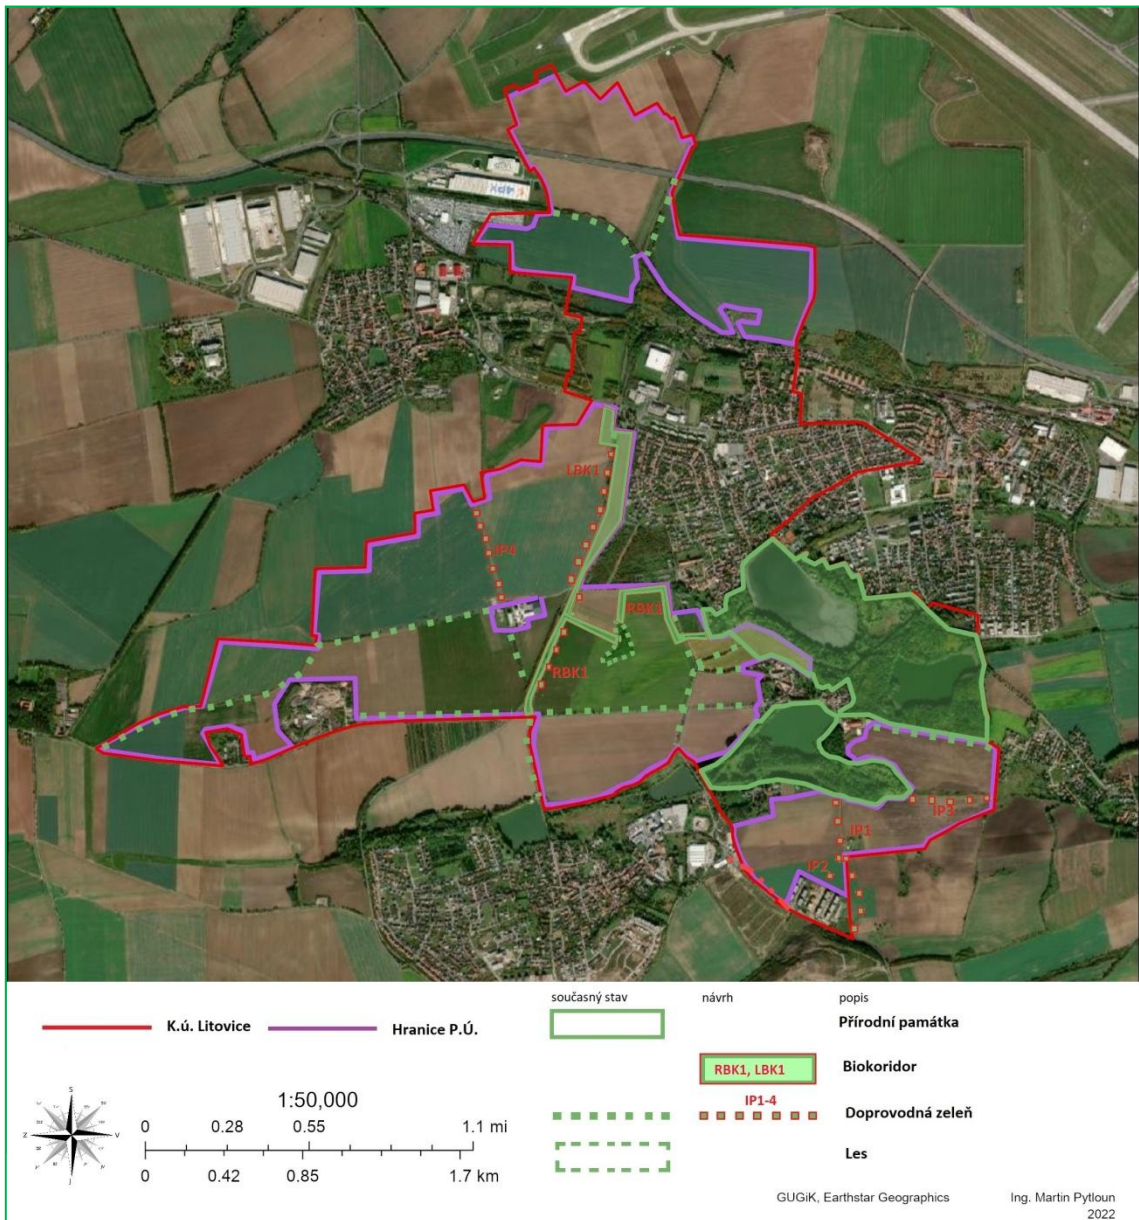 LBK1
IP4
RBK1
RBK1
IP3
IP1
IP2
současný stav návrh popis
K.ú. Litovice Hranice P.Ú. Přírodní památka
RBK1, LBK1 Biokoridor
IP1-4
Doprovodná zeleň
Les
S
Z V
J
1:50,000
0 0.28 0.55 1.1 mi
0 0.42 0.85 1.7 km
GUGiK, Earthstar Geographics Ing. Martin Pytloun
2022